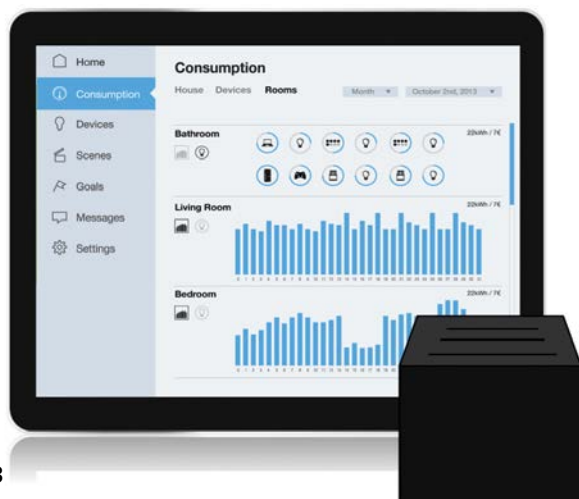 Home
Consumption
Devices
Scenes
Goals
Messages
Settings
Consumption
House Devices Rooms
Month October 2nd, 2013
Bathroom
22kWh / 7€
Living Room
22kWh / 7€
Bedroom
22kWh / 7€